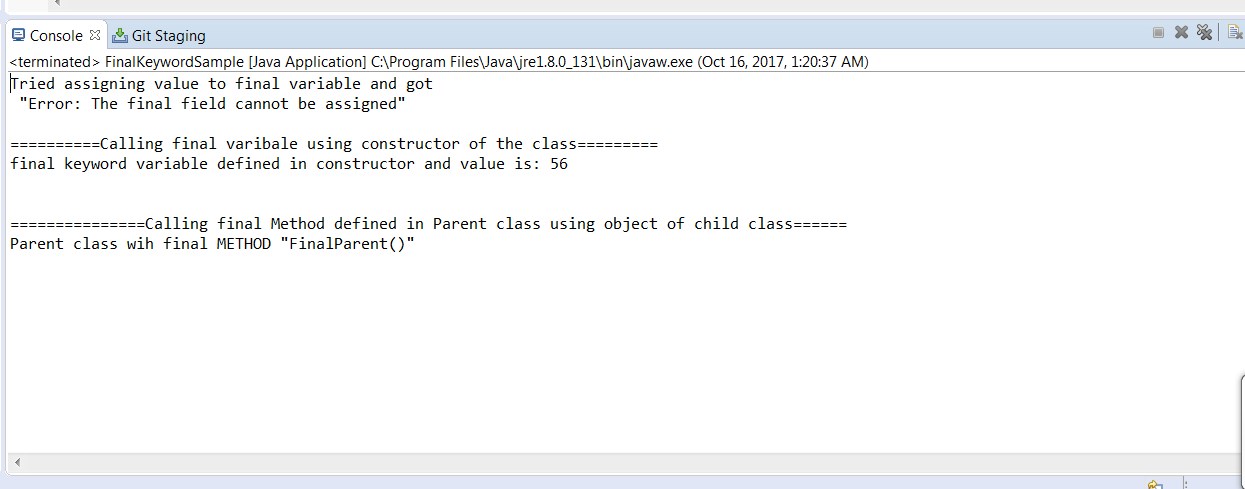 Console Git Staging
<terminated> FinalKeywordSample [Java Application] C:\Program Files\Java\jre1.8.0_131\bin\javaw.exe (Oct 16, 2017, 1:20:37 AM)
Tried assigning value to final variable and got
"Error: The final field cannot be assigned"
==========Calling final varibale using constructor of the class=========
final keyword variable defined in constructor and value is: 56
===============Calling final Method defined in Parent class using object of child class======
Parent class wih final METHOD "FinalParent()"